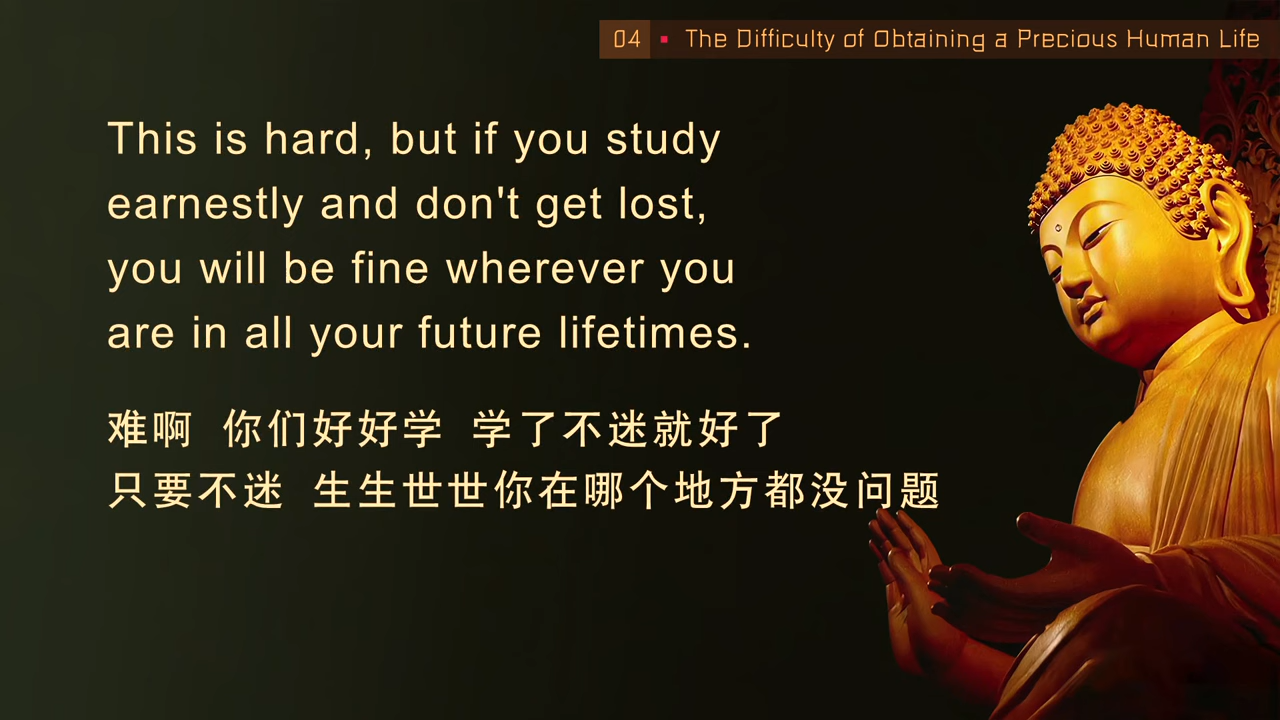 04 ▪ The Difficulty of Obtaining a Precious Human Life
This is hard, but if you study
earnestly and don't get lost,
you will be fine wherever you
are in all your future lifetimes.
难啊 你们好好学 学了不迷就好了
只要不迷 生生世世你在哪个地方都没问题